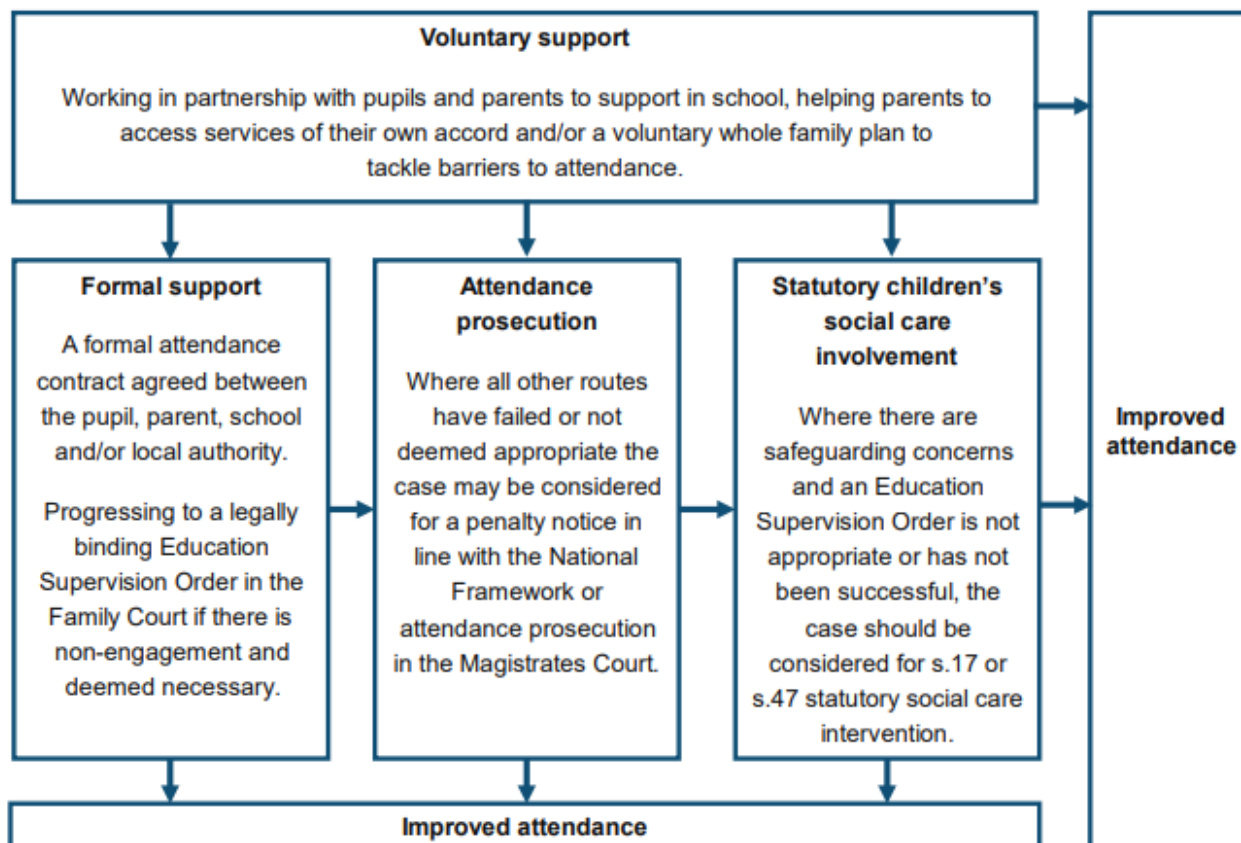 Voluntary support
Working in partnership with pupils and parents to support in school, helping parents to
access services of their own accord and/or a voluntary whole family plan to
tackle barriers to attendance.
Formal support
A formal attendance
contract agreed between
the pupil, parent, school
and/or local authority.
Progressing to a legally
binding Education
Supervision Order in the
Family Court if there is
non-engagement and
deemed necessary.
Attendance
prosecution
Where all other routes
have failed or not
deemed appropriate the
case may be considered
for a penalty notice in
line with the National
Framework or
attendance prosecution
in the Magistrates Court.
Statutory children’s
social care
involvement
Where there are
safeguarding concerns
and an Education
Supervision Order is not
appropriate or has not
been successful, the
case should be
considered for s.17 or
s.47 statutory social care
intervention.
Improved
attendance
Improved attendance